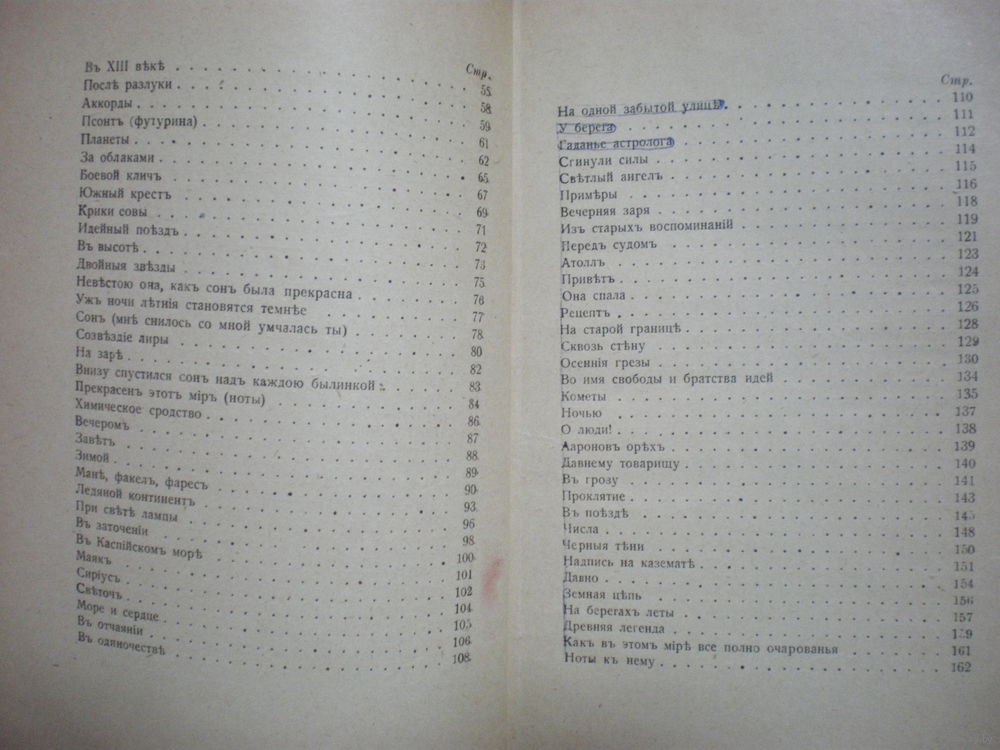 Стр.
Въ XIII вѣкѣ 55
Послѣ разлуки 58
Аккорды 59
Псонтъ (футурина) 61
Планеты 62
За облаками 65
Боевой кличъ 67
Южный крестъ 69
Крики совы 71
Идейный поѣздъ 72
Въ высотѣ 73
Двойныя звѣзды 75
Невѣстою она, какъ сонъ была прекрасна 76
Ужъ ночи лѣтнія становятся темнѣе 77
Сонъ (мнѣ снилось со мной умчалась ты) 78
Созвѣздіе лиры 80
На зарѣ 82
Внизу спустился сонъ надъ каждою былинкой 83
Прекрасенъ этотъ міръ (ноты) 84
Химическое сродство 86
Вечеромъ 87
Завѣтъ 88
Зимой 89
Манѣ, факелъ, фаресъ 90
Ледяной континентъ 93
При свѣтѣ лампы 96
Въ заточеніи 98
Въ Каспійскомъ морѣ 100
Маякъ 101
Сиріусъ 102
Свѣточъ 104
Море и сердце 105
Въ отчаяніи 106
Въ одиночествѣ 108
Стр.
На одной забытой улицѣ 110
У берега 111
Гаданье астролога 112
Сгинули силы 114
Свѣтлый ангелъ 115
Примѣры 116
Вечерняя заря 118
Изъ старыхъ воспоминаній 119
Передъ судомъ 121
Атоллъ 123
Привѣтъ 124
Она спала 125
Рецептъ 126
На старой границѣ 128
Сквозь стѣну 129
Осеннія грезы 130
Во имя свободы и братства идей 134
Кометы 135
Ночью 137
О люди! 138
Аароновъ орѣхъ 139
Давнему товарищу 140
Въ грозу 141
Проклятие 143
Въ поѣздѣ 145
Числа 148
Черныя тѣни 150
Надпись на казематѣ 151
Давно 154
Земная цѣпь 156
На берегахъ леты 157
Древняя легенда 159
Какъ въ этомъ мірѣ все полно очарованья 161
Ноты къ нему 162